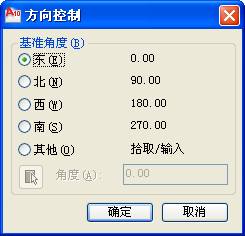 方向控制
基准角度(B)
东(E) 0.00
北(N) 90.00
西(W) 180.00
南(S) 270.00
其他(O) 拾取/输入
角度(A): 0.00
确定 取消